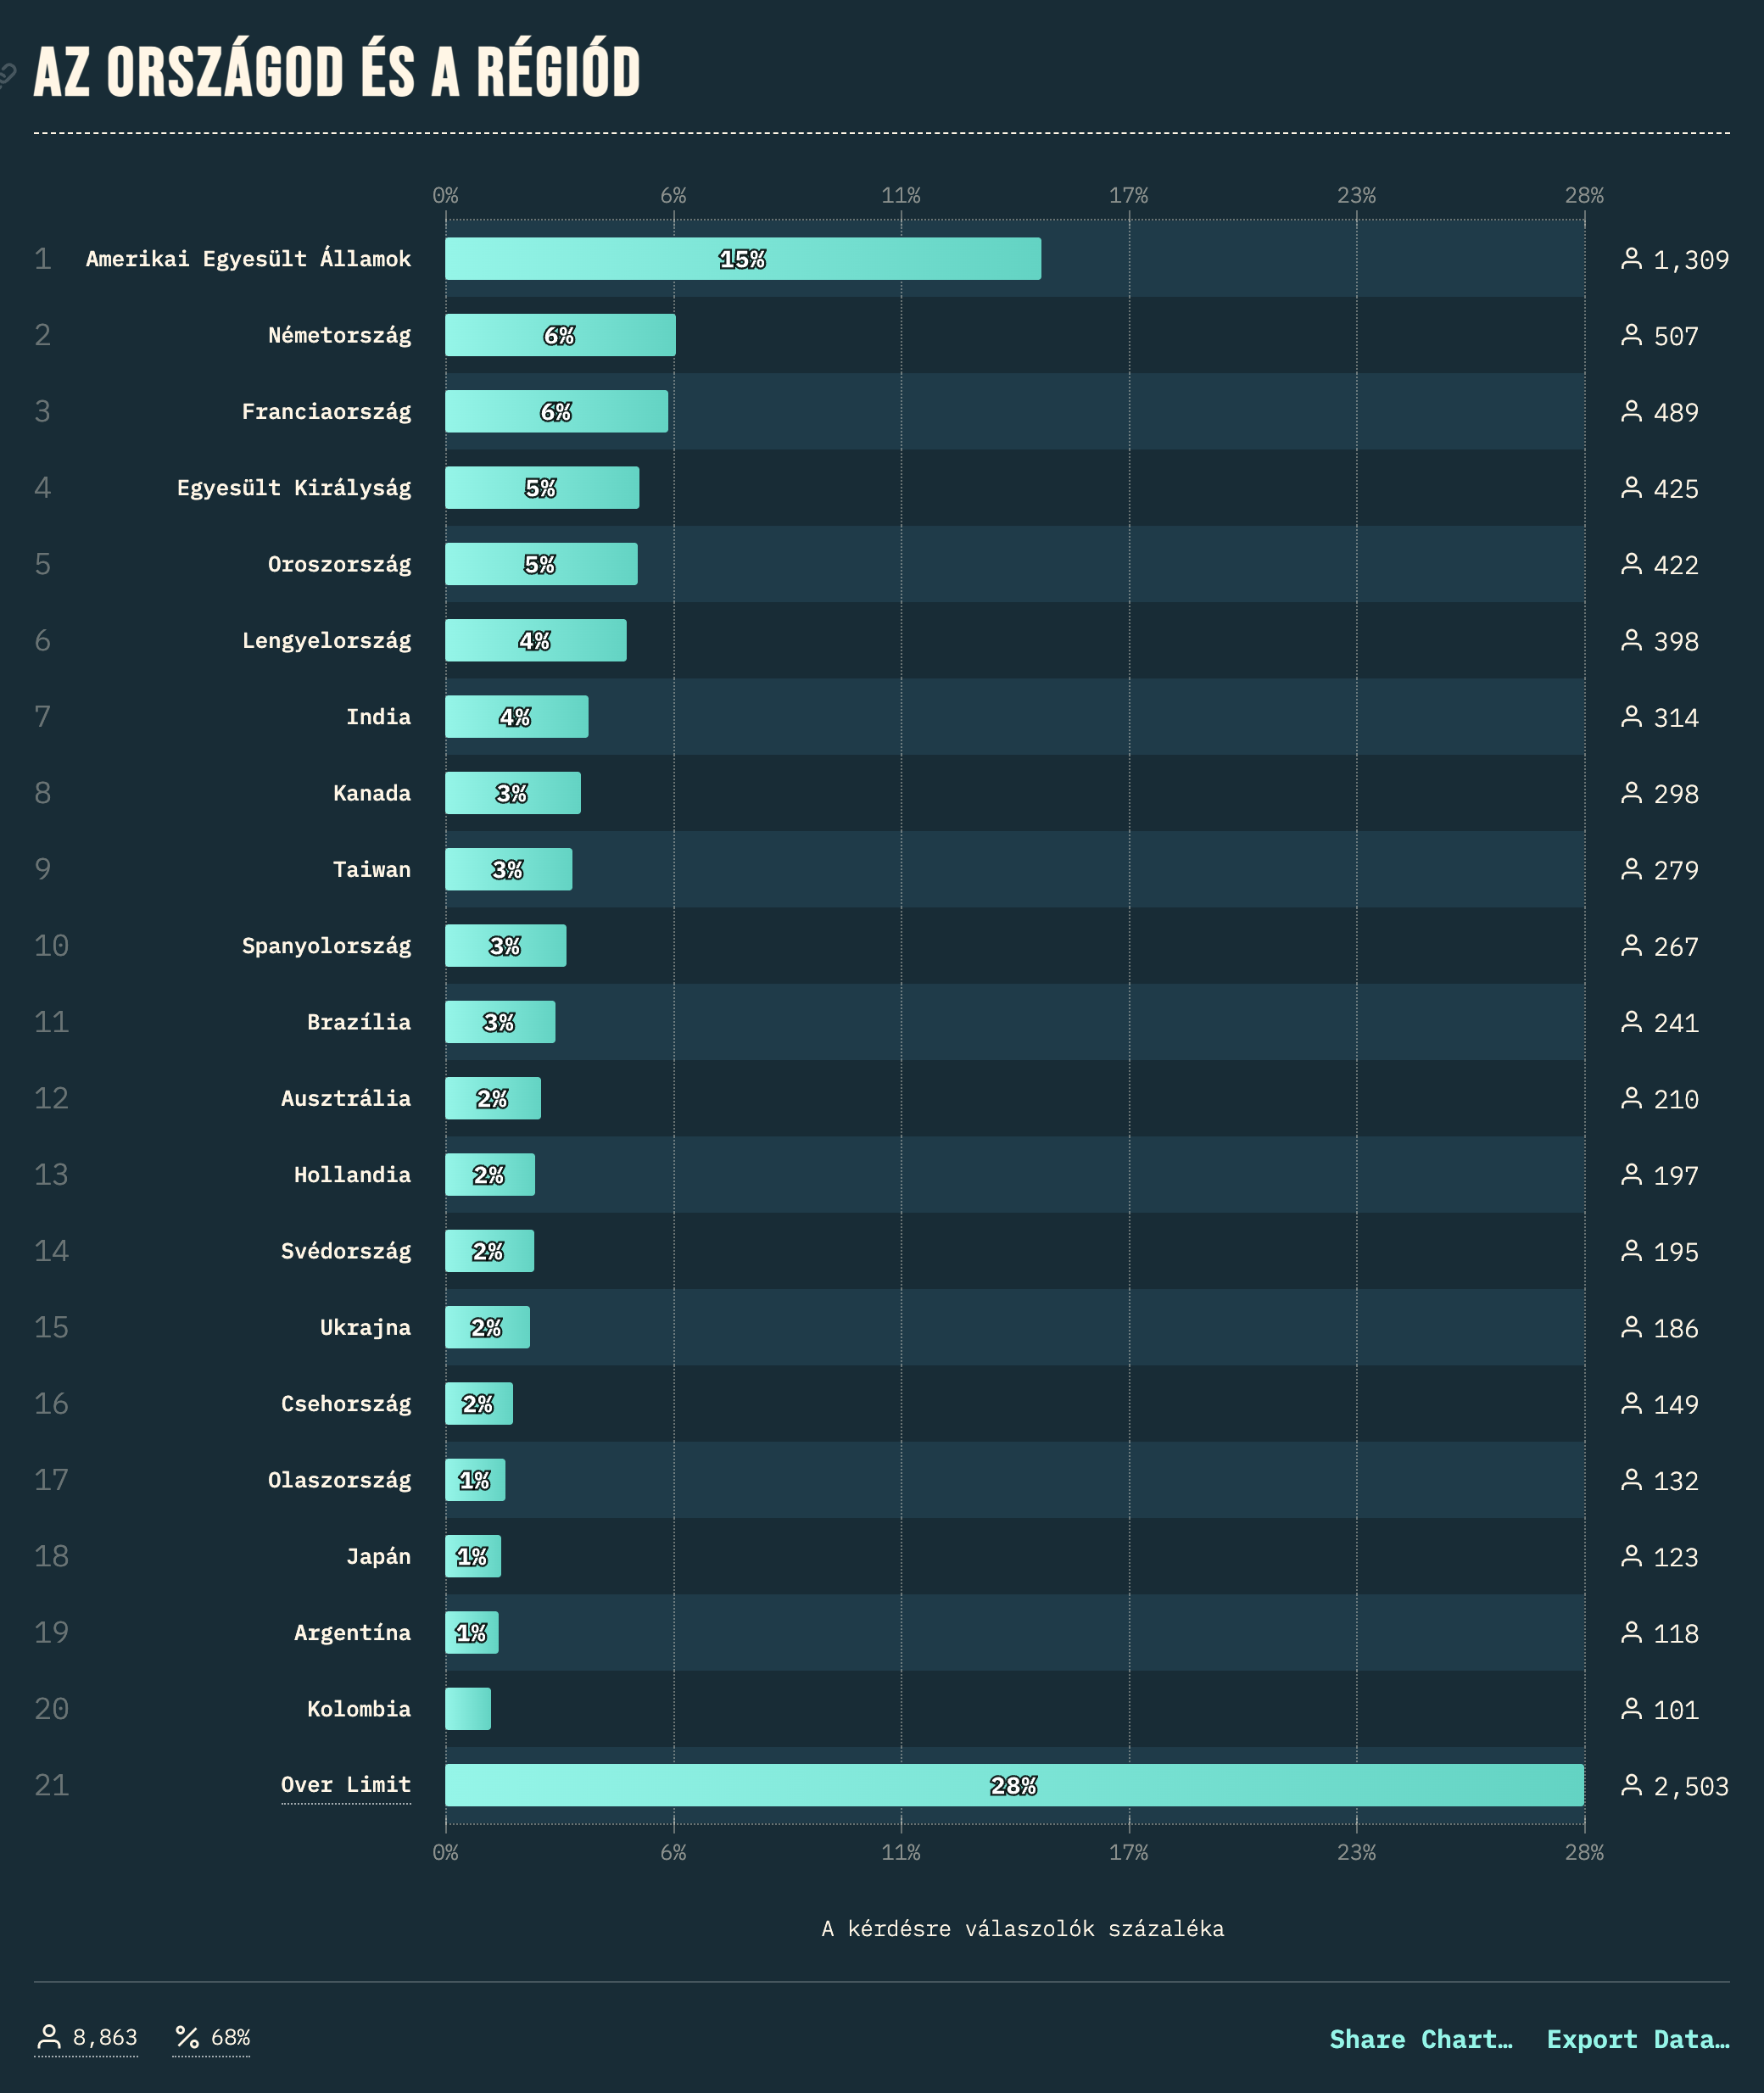 AZ ORSZÁGOD ÉS A RÉGIÓD
0% 6% 11% 17% 23% 28%
1 Amerikai Egyesült Államok 15% 1,309
2 Németország 6% 507
3 Franciaország 6% 489
4 Egyesült Királyság 5% 425
5 Oroszország 5% 422
6 Lengyelország 4% 398
7 India 4% 314
8 Kanada 3% 298
9 Taiwan 3% 279
10 Spanyolország 3% 267
11 Brazília 3% 241
12 Ausztrália 2% 210
13 Hollandia 2% 197
14 Svédország 2% 195
15 Ukrajna 2% 186
16 Csehország 2% 149
17 Olaszország 1% 132
18 Japán 1% 123
19 Argentína 1% 118
20 Kolombia 101
21 Over Limit 28% 2,503
0% 6% 11% 17% 23% 28%
A kérdésre válaszolók százaléka
8,863 68% Share Chart… Export Data…